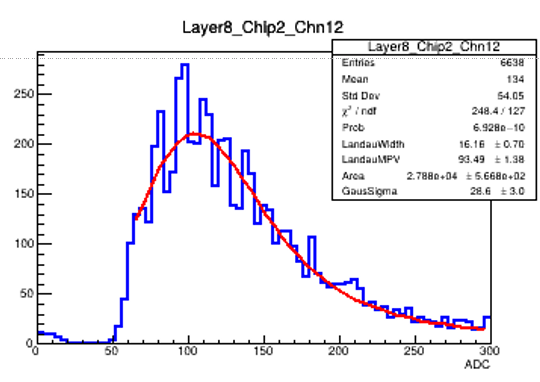 Layer8_Chip2_Chn12
Layer8_Chip2_Chn12
Entries 6638
Mean 134
Std Dev 54.05
χ² / ndf 248.4 / 127
Prob 6.928e−10
LandauWidth 16.16 ± 0.70
LandauMPV 93.49 ± 1.38
Area 2.788e+04 ± 5.668e+02
GausSigma 28.6 ± 3.0
250
200
150
100
50
0
0 50 100 150 200 250 300
ADC